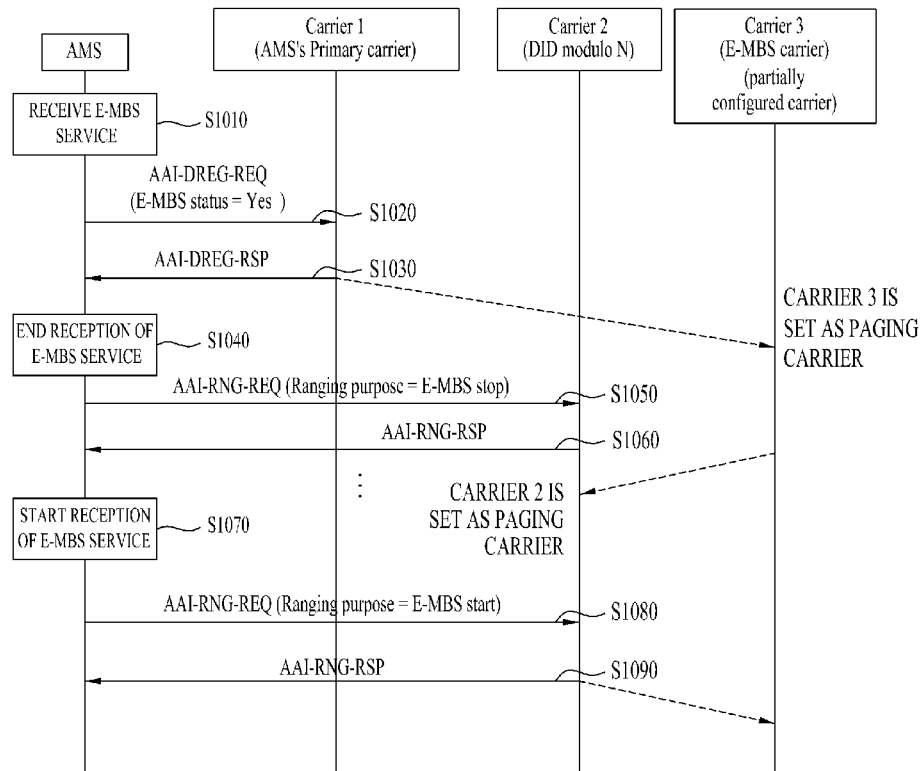 AMS
Carrier 1
(AMS's Primary carrier)
Carrier 2
(DID modulo N)
Carrier 3
(E-MBS carrier)
(partially
configured carrier)
RECEIVE E-MBS
SERVICE
S1010
AAI-DREG-REQ
(E-MBS status = Yes )
S1020
AAI-DREG-RSP
S1030
CARRIER 3 IS
SET AS PAGING
CARRIER
END RECEPTION OF
E-MBS SERVICE
S1040
AAI-RNG-REQ (Ranging purpose = E-MBS stop)
S1050
AAI-RNG-RSP
S1060
CARRIER 2 IS
SET AS PAGING
CARRIER
START RECEPTION
OF E-MBS SERVICE
S1070
AAI-RNG-REQ (Ranging purpose = E-MBS start)
S1080
AAI-RNG-RSP
S1090